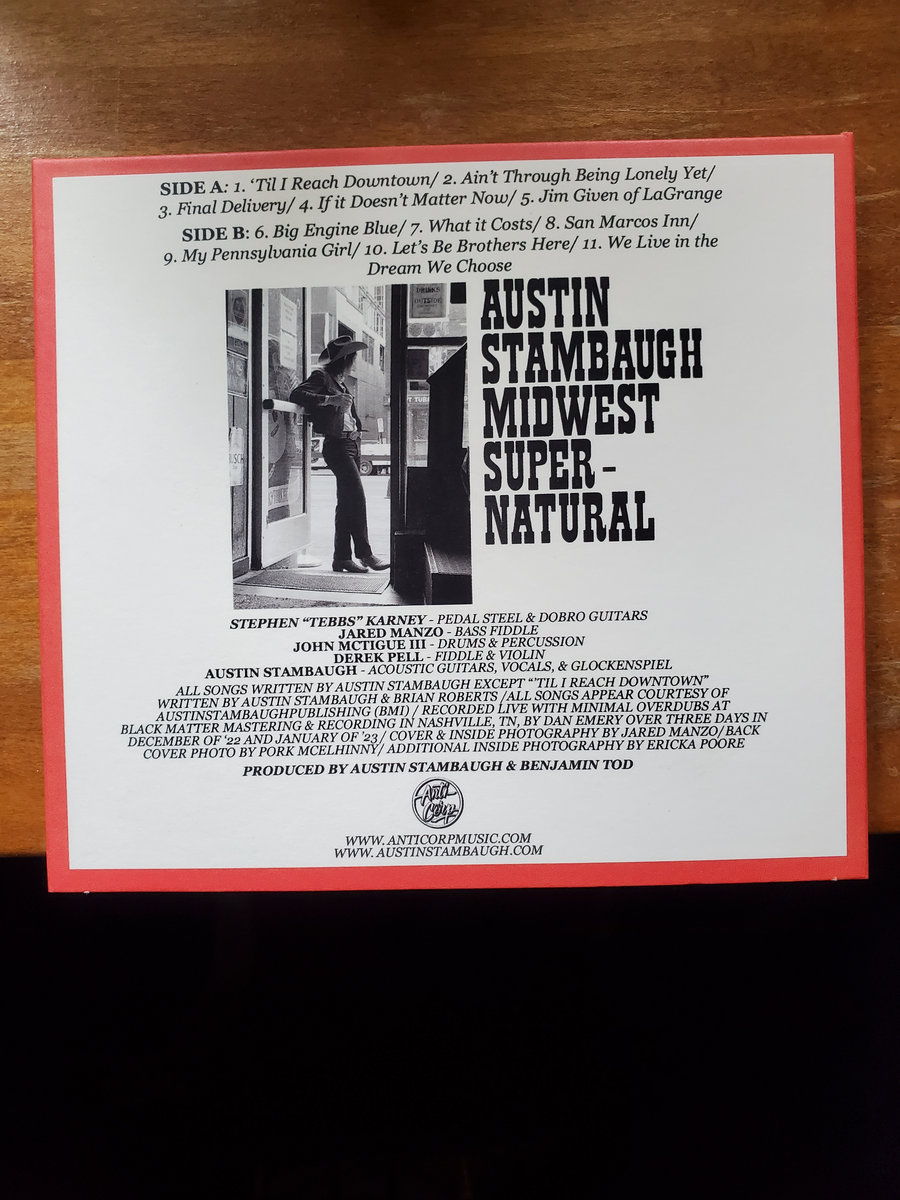 SIDE A: 1. ‘Til I Reach Downtown/ 2. Ain’t Through Being Lonely Yet/
3. Final Delivery/ 4. If it Doesn’t Matter Now/ 5. Jim Given of LaGrange
SIDE B: 6. Big Engine Blue/ 7. What it Costs/ 8. San Marcos Inn/
9. My Pennsylvania Girl/ 10. Let’s Be Brothers Here/ 11. We Live in the
Dream We Choose
DRINKS
OUTSIDE
BUSCH
AUSTIN
STAMBAUGH
MIDWEST
SUPER-
NATURAL
STEPHEN “TEBBS” KARNEY - PEDAL STEEL & DOBRO GUITARS
JARED MANZO - BASS FIDDLE
JOHN MCTIGUE III - DRUMS & PERCUSSION
DEREK PELL - FIDDLE & VIOLIN
AUSTIN STAMBAUGH - ACOUSTIC GUITARS, VOCALS, & GLOCKENSPIEL
ALL SONGS WRITTEN BY AUSTIN STAMBAUGH EXCEPT “’TIL I REACH DOWNTOWN”
WRITTEN BY AUSTIN STAMBAUGH & BRIAN ROBERTS /ALL SONGS APPEAR COURTESY OF
AUSTINSTAMBAUGHPUBLISHING (BMI) / RECORDED LIVE WITH MINIMAL OVERDUBS AT
BLACK MATTER MASTERING & RECORDING IN NASHVILLE, TN, BY DAN EMERY OVER THREE DAYS IN
DECEMBER OF ‘22 AND JANUARY OF ’23/ COVER & INSIDE PHOTOGRAPHY BY JARED MANZO/BACK
COVER PHOTO BY PORK MCELHINNY/ ADDITIONAL INSIDE PHOTOGRAPHY BY ERICKA POORE
PRODUCED BY AUSTIN STAMBAUGH & BENJAMIN TOD
Anti
Corp
WWW. ANTICORPMUSIC.COM
WWW. AUSTINSTAMBAUGH.COM